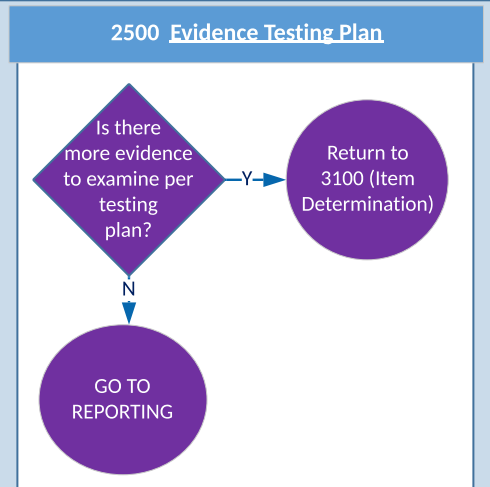 2500 Evidence Testing Plan
Is there
more evidence
to examine per
testing
plan?
Y
Return to
3100 (Item
Determination)
N
GO TO
REPORTING